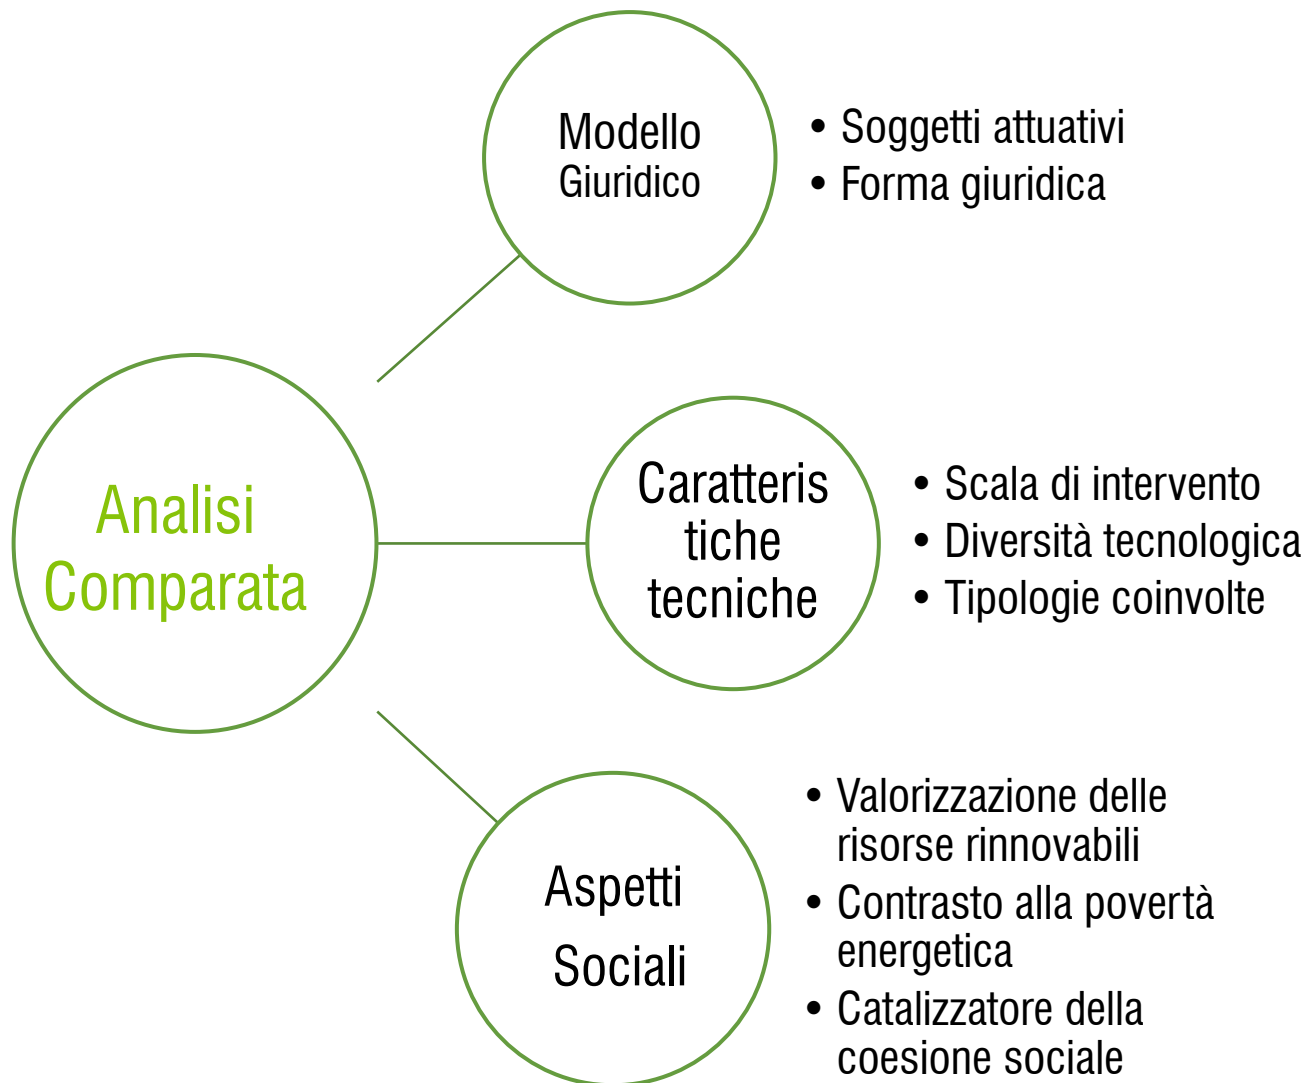 Modello
Giuridico
• Soggetti attuativi
• Forma giuridica
Analisi
Comparata
Caratteris
tiche
tecniche
• Scala di intervento
• Diversità tecnologica
• Tipologie coinvolte
Aspetti
Sociali
• Valorizzazione delle
risorse rinnovabili
• Contrasto alla povertà
energetica
• Catalizzatore della
coesione sociale